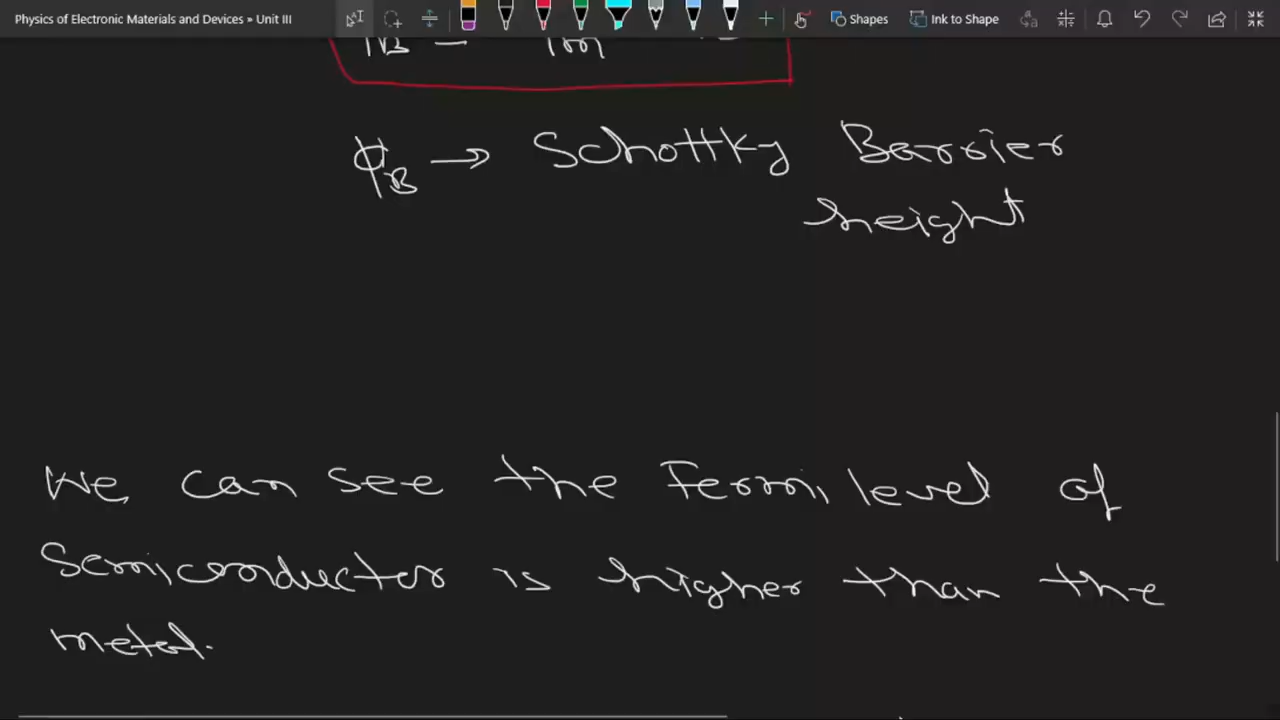 Physics of Electronic Materials and Devices » Unit III
Shapes
Ink to Shape
ϕB → Schottky Barrier
height
We can see the Fermi level of
Semiconductor is higher than the
metal.